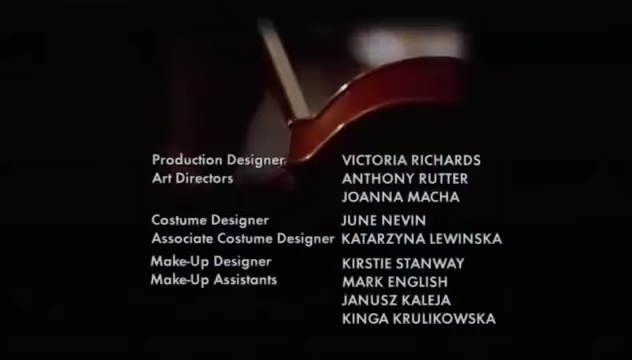 Production Designer VICTORIA RICHARDS
Art Directors ANTHONY RUTTER
JOANNA MACHA
Costume Designer JUNE NEVIN
Associate Costume Designer KATARZYNA LEWINSKA
Make-Up Designer KIRSTIE STANWAY
Make-Up Assistants MARK ENGLISH
JANUSZ KALEJA
KINGA KRULIKOWSKA